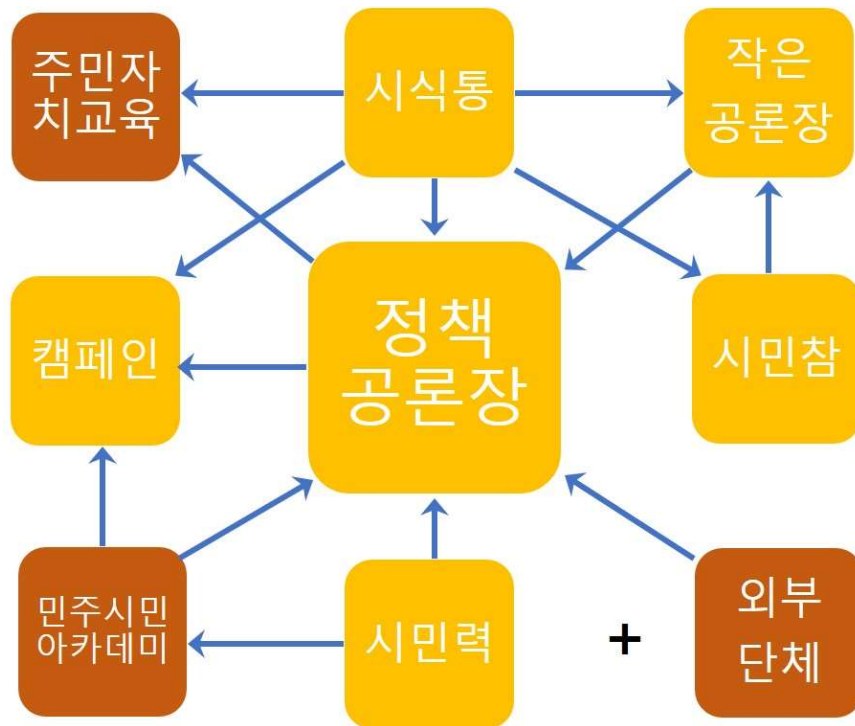 주민자
치교육
시식통
작은
공론장
캠페인
정책
공론장
시민참
민주시민
아카데미
시민력
+
외부
단체